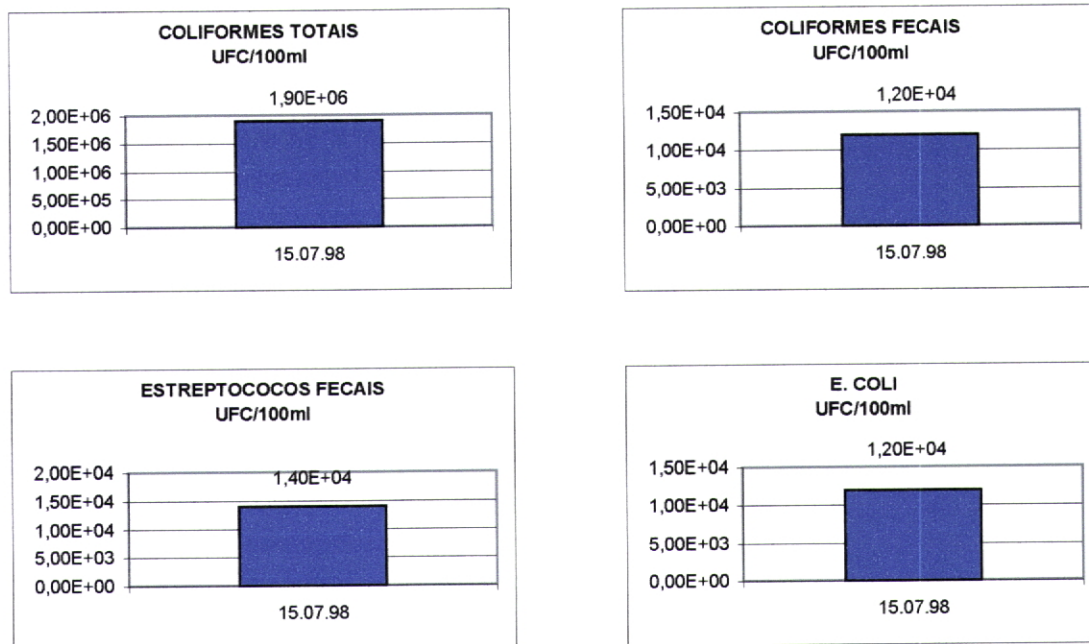 COLIFORMES TOTAIS
UFC/100ml
1,90E+06
2,00E+06
1,50E+06
1,00E+06
5,00E+05
0,00E+00
15.07.98
COLIFORMES FECAIS
UFC/100ml
1,20E+04
1,50E+04
1,00E+04
5,00E+03
0,00E+00
15.07.98
ESTREPTOCOCOS FECAIS
UFC/100ml
1,40E+04
2,00E+04
1,50E+04
1,00E+04
5,00E+03
0,00E+00
15.07.98
E. COLI
UFC/100ml
1,20E+04
1,50E+04
1,00E+04
5,00E+03
0,00E+00
15.07.98